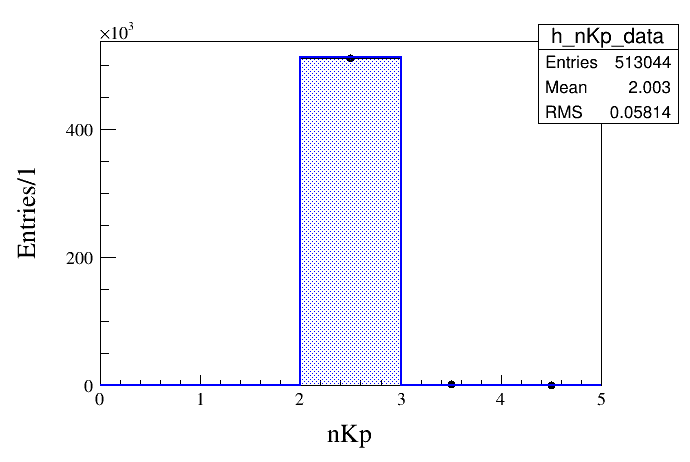 ×10³
h_nKp_data
Entries 513044
Mean 2.003
RMS 0.05814
400
200
0
Entries/1
0 1 2 3 4 5
nKp